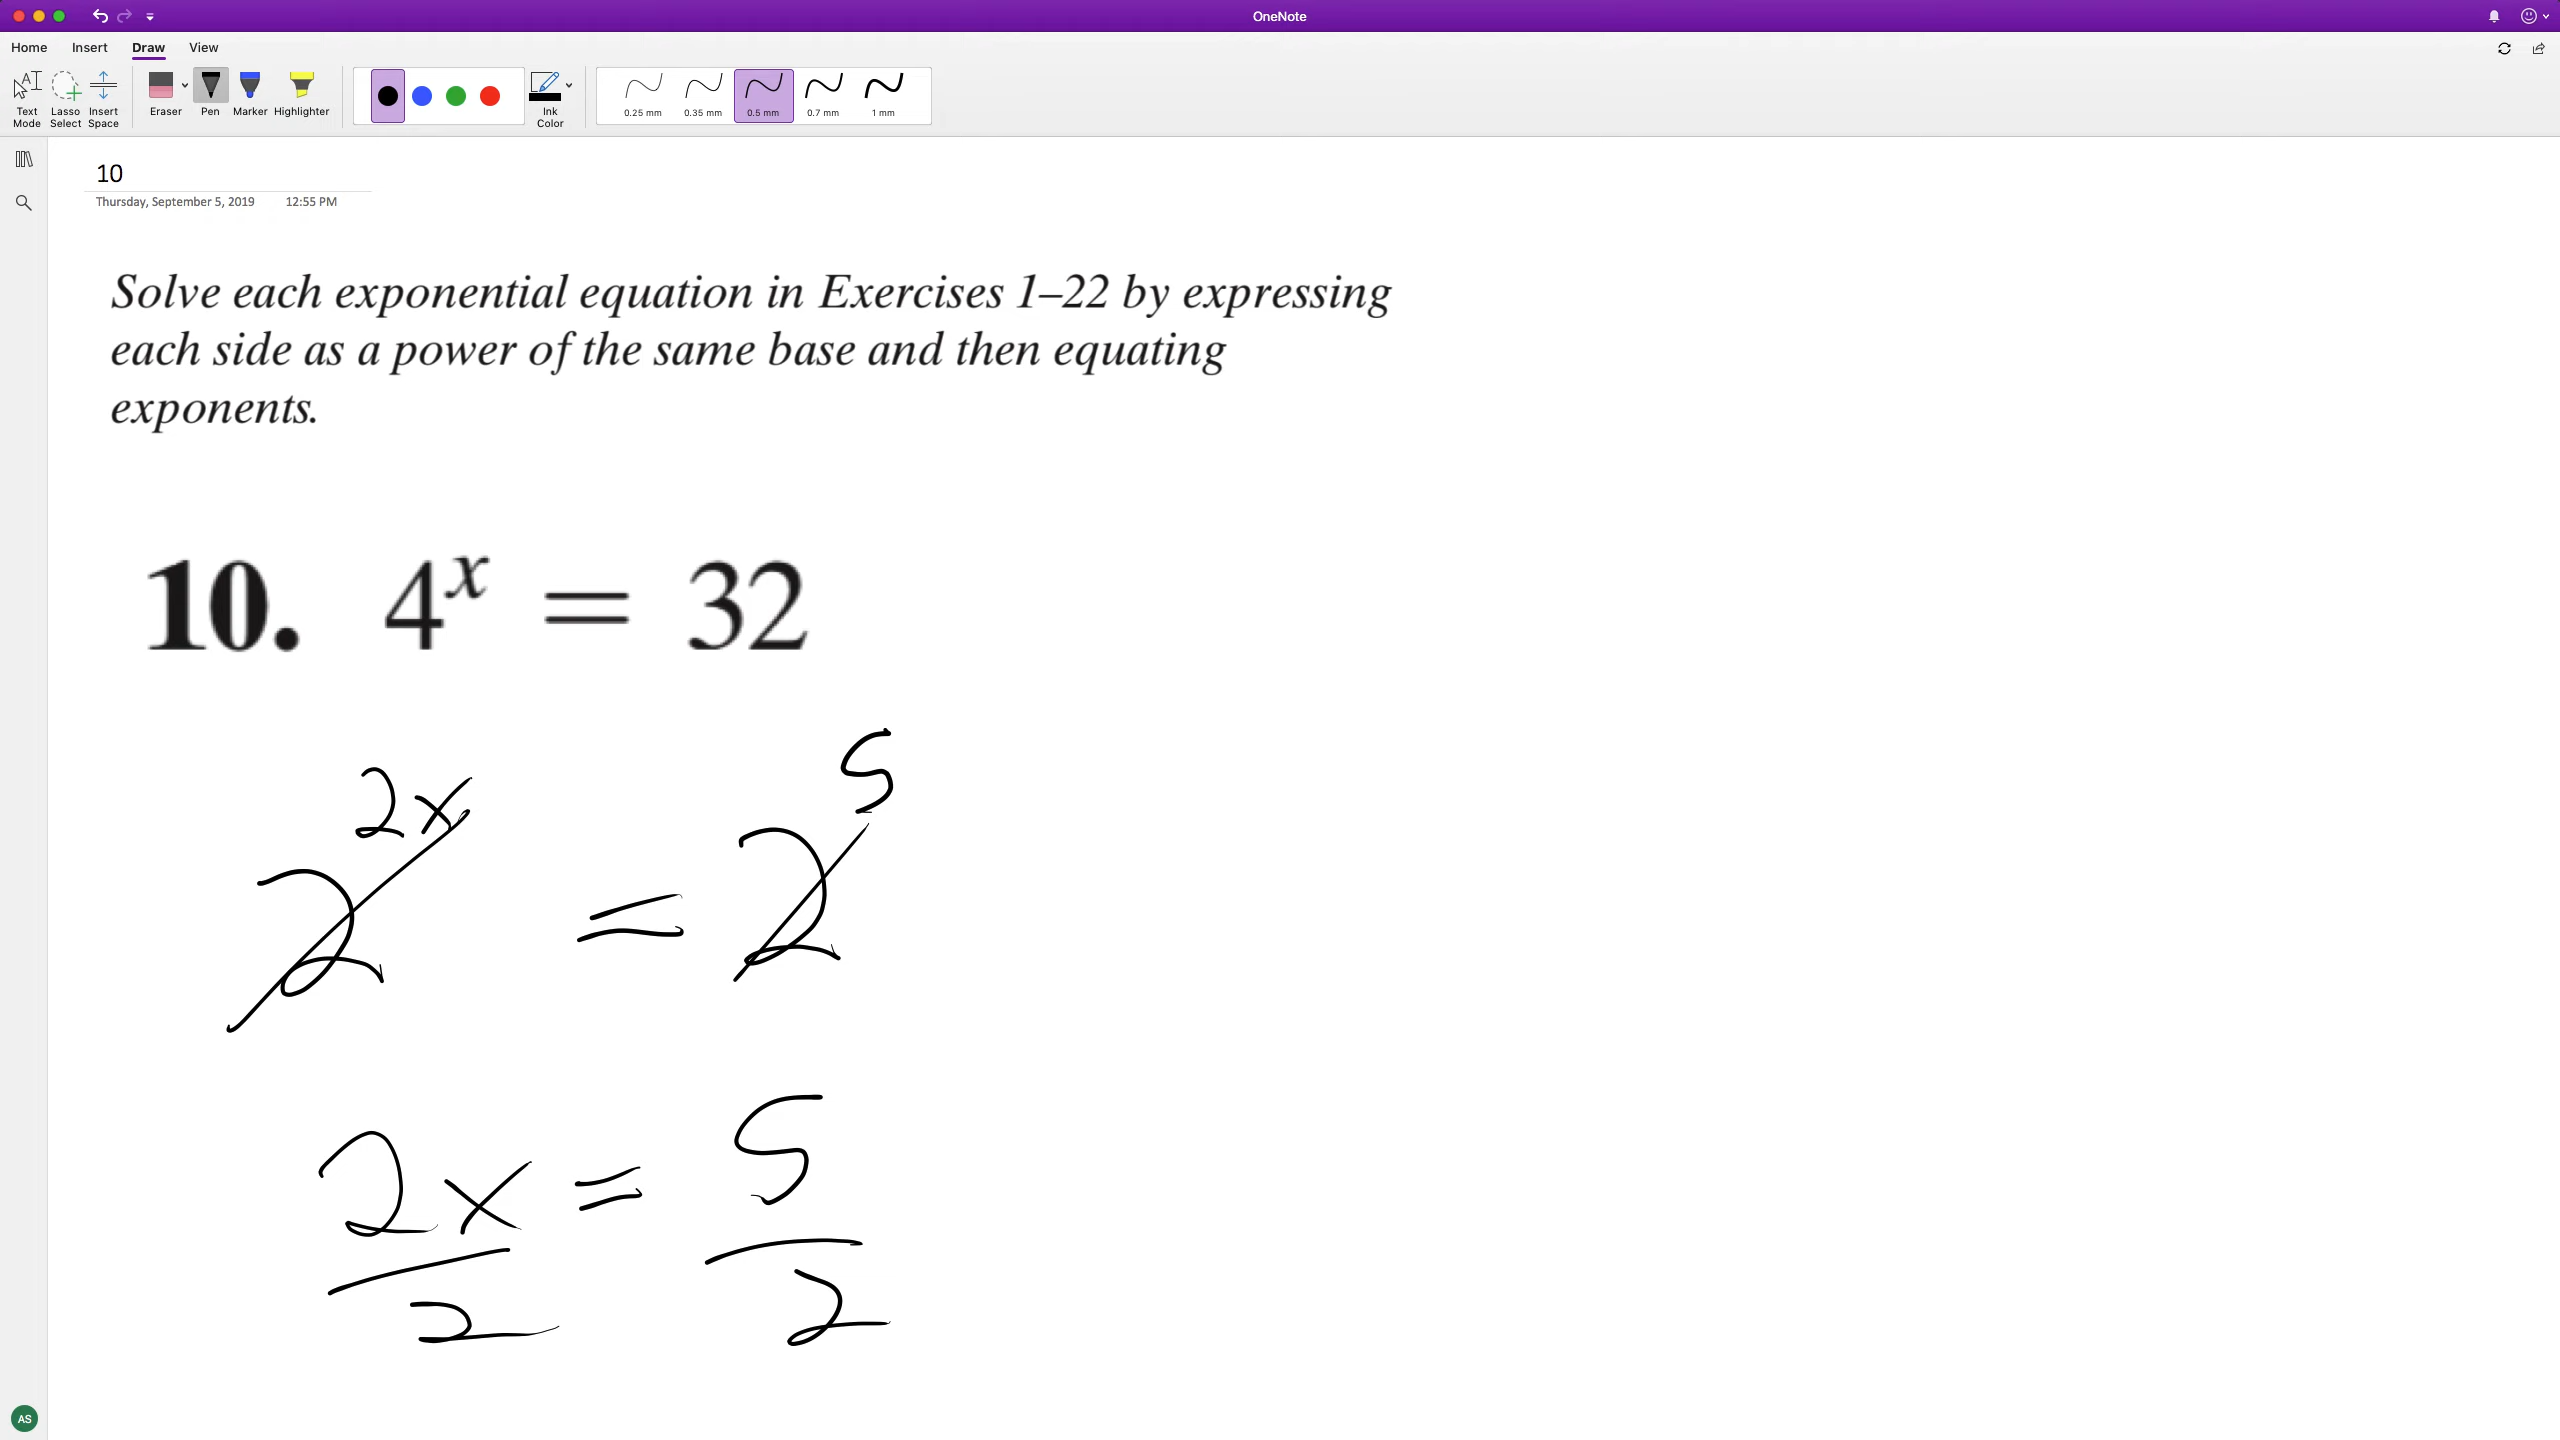 OneNote
Home Insert Draw View
Text Mode Lasso Select Insert Space Eraser Pen Marker Highlighter Ink Color 0.25 mm 0.35 mm 0.5 mm 0.7 mm 1 mm
10
Thursday, September 5, 2019 12:55 PM
Solve each exponential equation in Exercises 1–22 by expressing
each side as a power of the same base and then equating
exponents.
10. 4^x = 32
2^2x = 2^5
2x = 5
2 2
AS